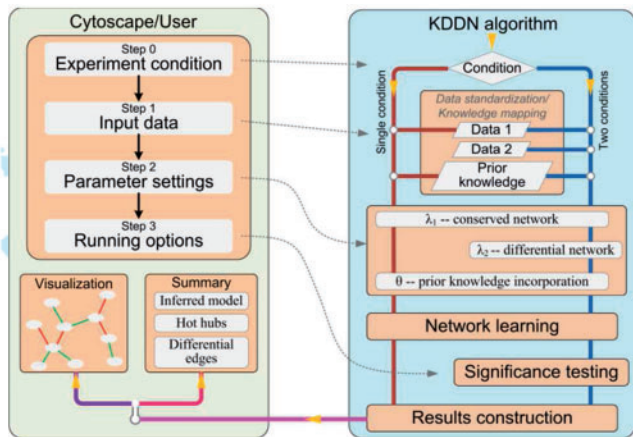 Cytoscape/User
Step 0
Experiment condition
Step 1
Input data
Step 2
Parameter settings
Step 3
Running options
Visualization
Summary
Inferred model
Hot hubs
Differential
edges
KDDN algorithm
Condition
Single condition
Two conditions
Data standardization/
Knowledge mapping
Data 1
Data 2
Prior
knowledge
λ₁ -- conserved network
λ₂ -- differential network
θ -- prior knowledge incorporation
Network learning
Significance testing
Results construction